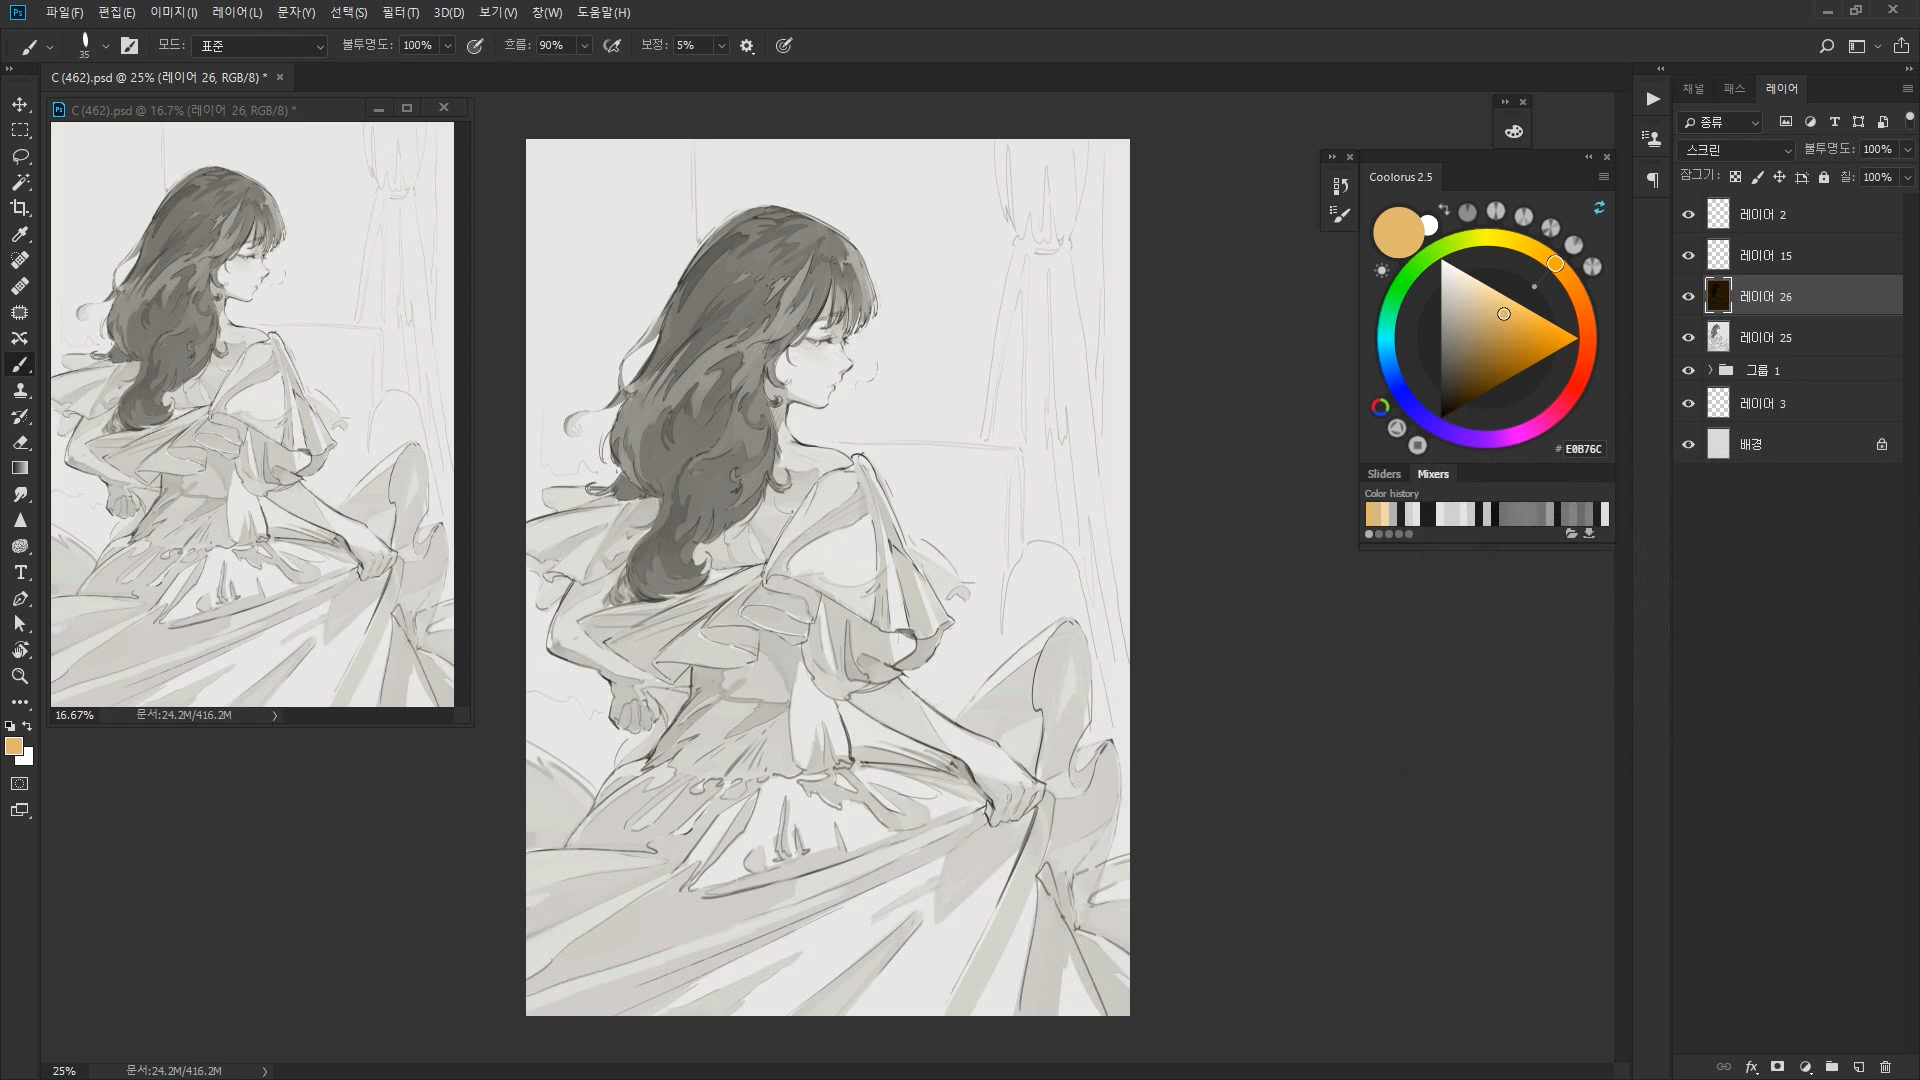 Ps 파일(F) 편집(E) 이미지(I) 레이어(L) 문자(Y) 선택(S) 필터(T) 3D(D) 보기(V) 창(W) 도움말(H)
35 모드: 표준 불투명도: 100% 흐름: 90% 보정: 5%
C (462).psd @ 25% (레이어 26, RGB/8) *
Ps C (462).psd @ 16.7% (레이어 26, RGB/8) *
16.67% 문서:24.2M/416.2M
25% 문서:24.2M/416.2M
Coolorus 2.5
# E0B76C
Sliders Mixers
Color history
채널 패스 레이어
종류
스크린 불투명도: 100%
잠그기: 칠: 100%
레이어 2
레이어 15
레이어 26
레이어 25
그룹 1
레이어 3
배경
fx